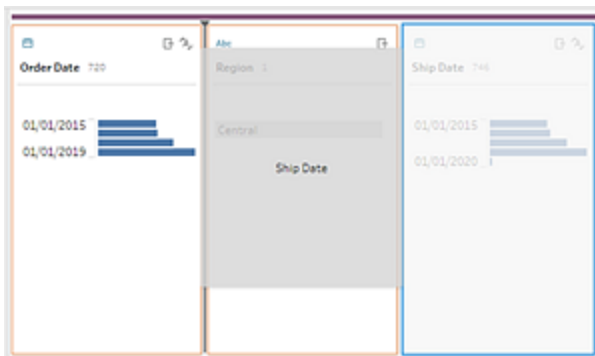 Order Date 720
01/01/2015
01/01/2019
Abc
Region 1
Central
Ship Date
Ship Date 746
01/01/2015
01/01/2020